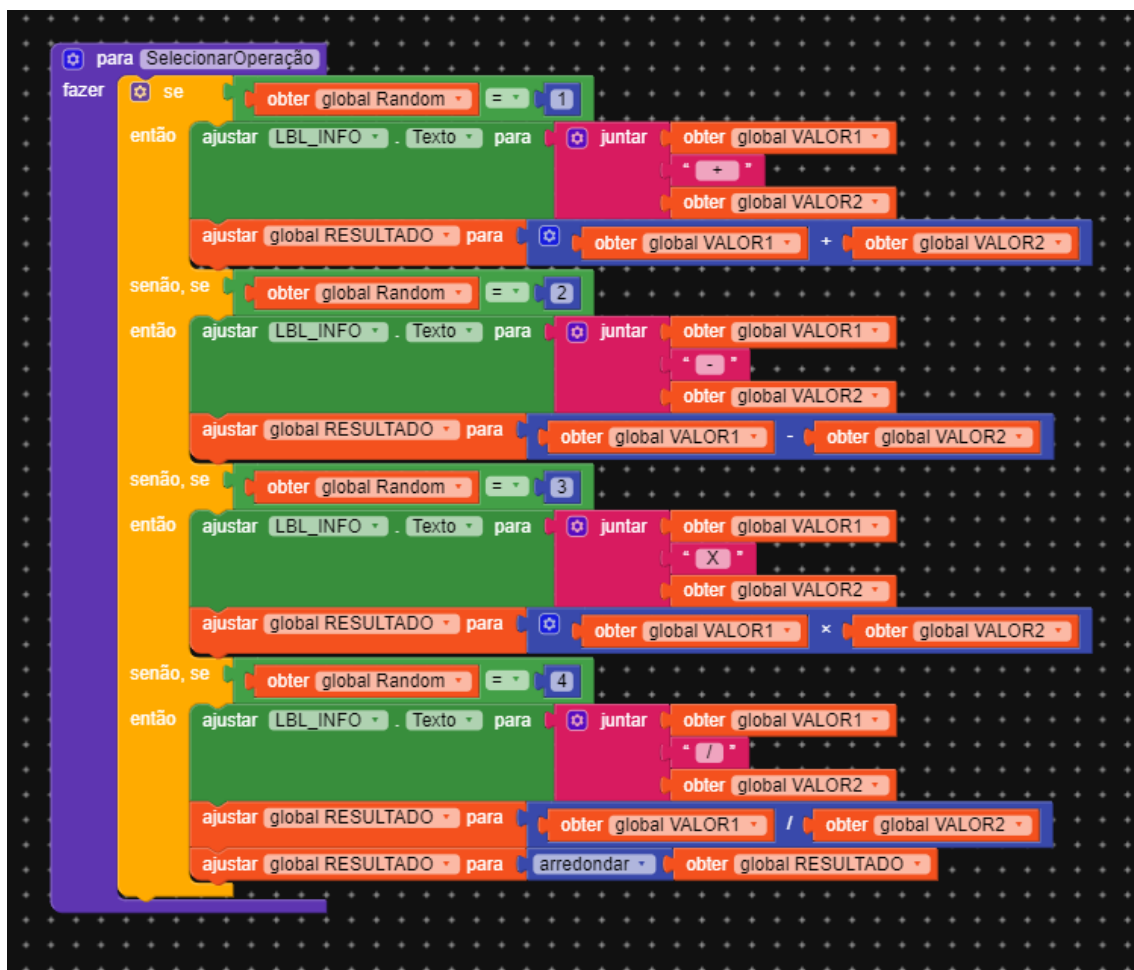 para SelecionarOperação
fazer se obter global Random = 1
então ajustar LBL_INFO . Texto para juntar obter global VALOR1
" + "
obter global VALOR2
ajustar global RESULTADO para obter global VALOR1 + obter global VALOR2
senão, se obter global Random = 2
então ajustar LBL_INFO . Texto para juntar obter global VALOR1
" - "
obter global VALOR2
ajustar global RESULTADO para obter global VALOR1 - obter global VALOR2
senão, se obter global Random = 3
então ajustar LBL_INFO . Texto para juntar obter global VALOR1
" X "
obter global VALOR2
ajustar global RESULTADO para obter global VALOR1 × obter global VALOR2
senão, se obter global Random = 4
então ajustar LBL_INFO . Texto para juntar obter global VALOR1
" / "
obter global VALOR2
ajustar global RESULTADO para obter global VALOR1 / obter global VALOR2
ajustar global RESULTADO para arredondar obter global RESULTADO